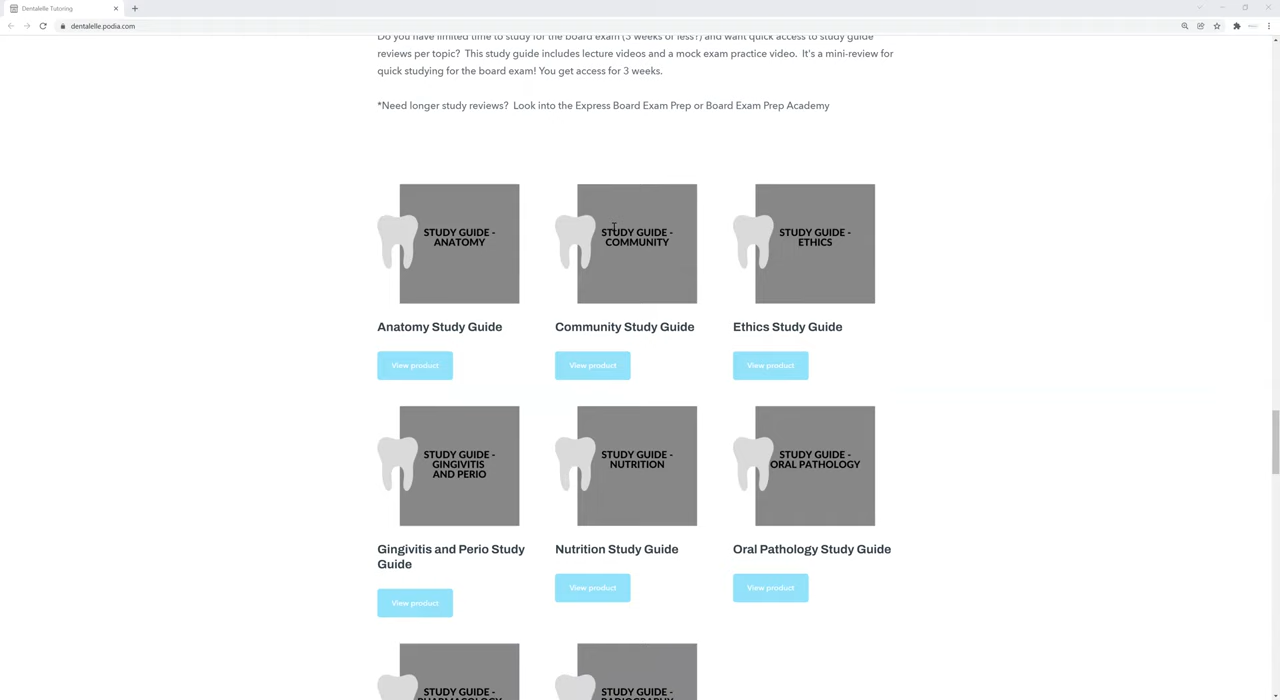 Dentalelle Tutoring
dentalelle.podia.com
Do you have limited time to study for the board exam (3 weeks or less?) and want quick access to study guide
reviews per topic? This study guide includes lecture videos and a mock exam practice video. It's a mini-review for
quick studying for the board exam! You get access for 3 weeks.
*Need longer study reviews? Look into the Express Board Exam Prep or Board Exam Prep Academy
STUDY GUIDE -
ANATOMY
STUDY GUIDE -
COMMUNITY
STUDY GUIDE -
ETHICS
Anatomy Study Guide
Community Study Guide
Ethics Study Guide
View product
View product
View product
STUDY GUIDE -
GINGIVITIS
AND PERIO
STUDY GUIDE -
NUTRITION
STUDY GUIDE -
ORAL PATHOLOGY
Gingivitis and Perio Study
Guide
Nutrition Study Guide
Oral Pathology Study Guide
View product
View product
View product
STUDY GUIDE -
PHARMACOLOGY
STUDY GUIDE -
RADIOGRAPHY